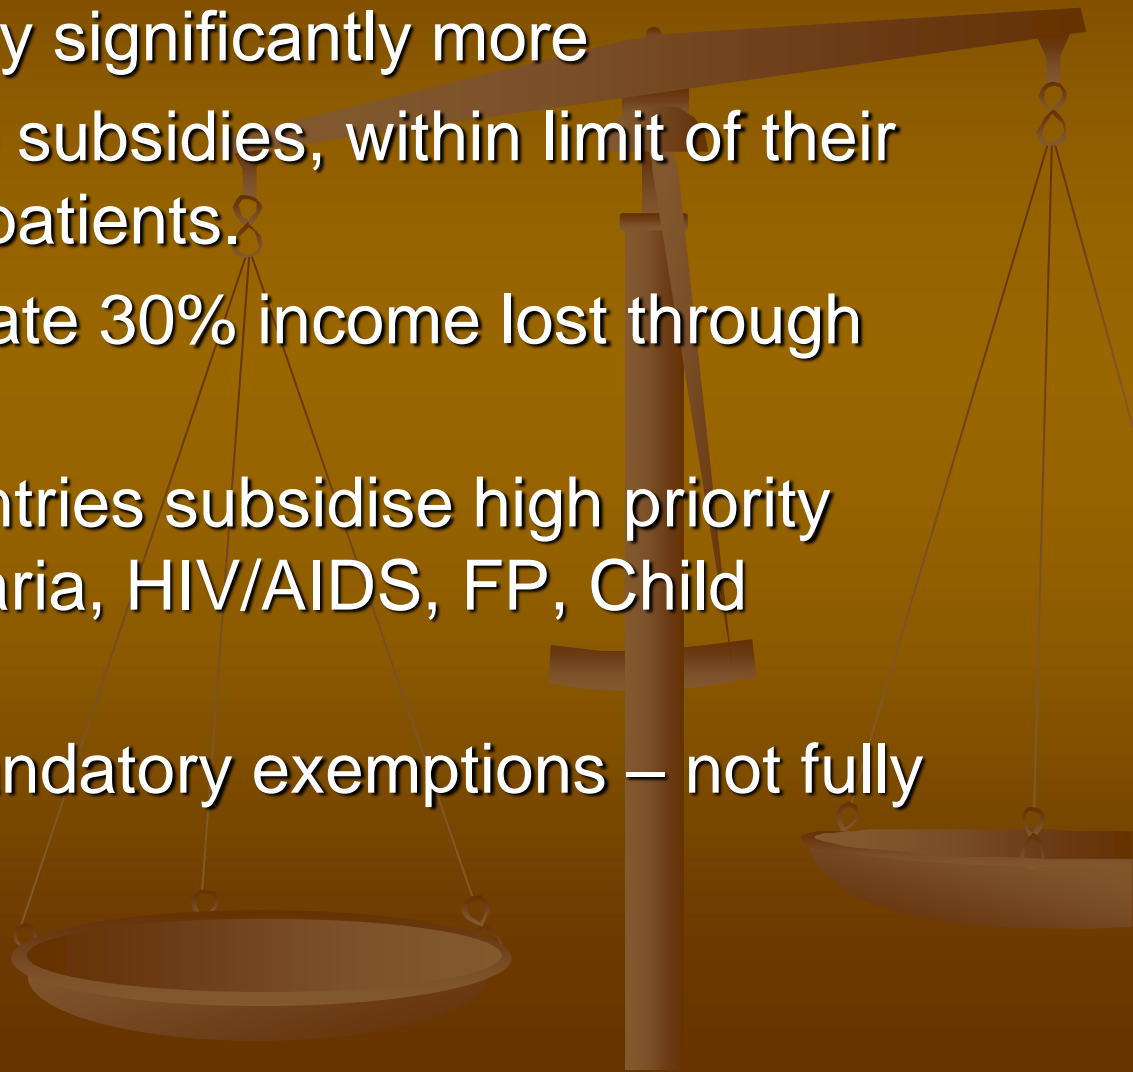 y significantly more
subsidies, within limit of their
patients.
ate 30% income lost through
ntries subsidise high priority
aria, HIV/AIDS, FP, Child
ndatory exemptions – not fully